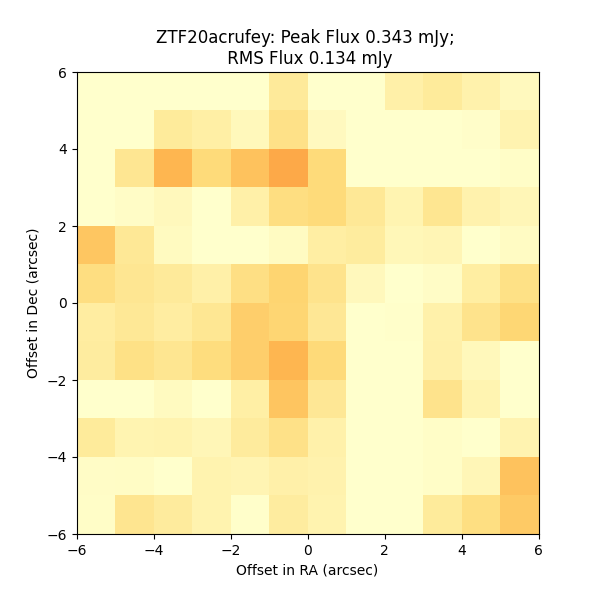 ZTF20acrufey: Peak Flux 0.343 mJy;
RMS Flux 0.134 mJy
6
4
2
0
−2
−4
−6
Offset in Dec (arcsec)
−6 −4 −2 0 2 4 6
Offset in RA (arcsec)